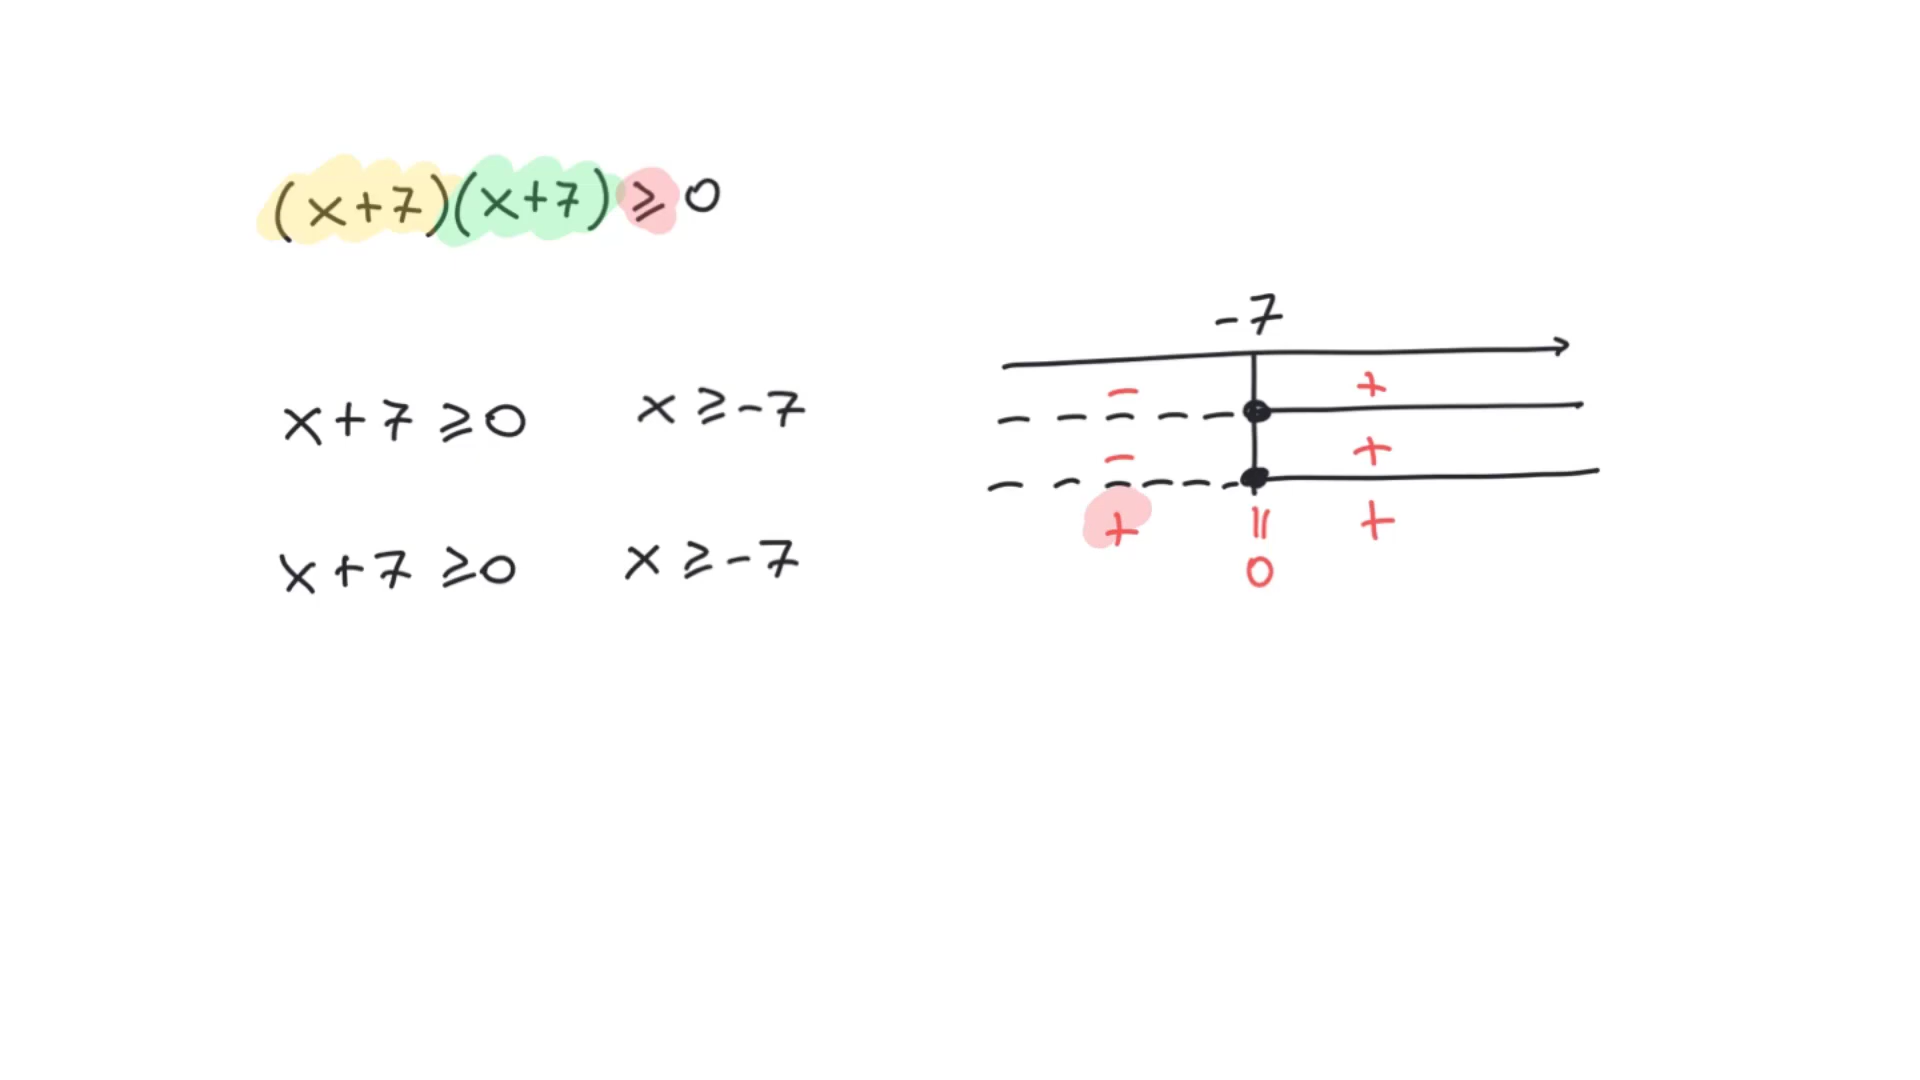 (x+7)(x+7) ⩾ 0
x+7 ⩾ 0 x ⩾ -7
x+7 ⩾ 0 x ⩾ -7
-7
- +
- +
+ = +
0